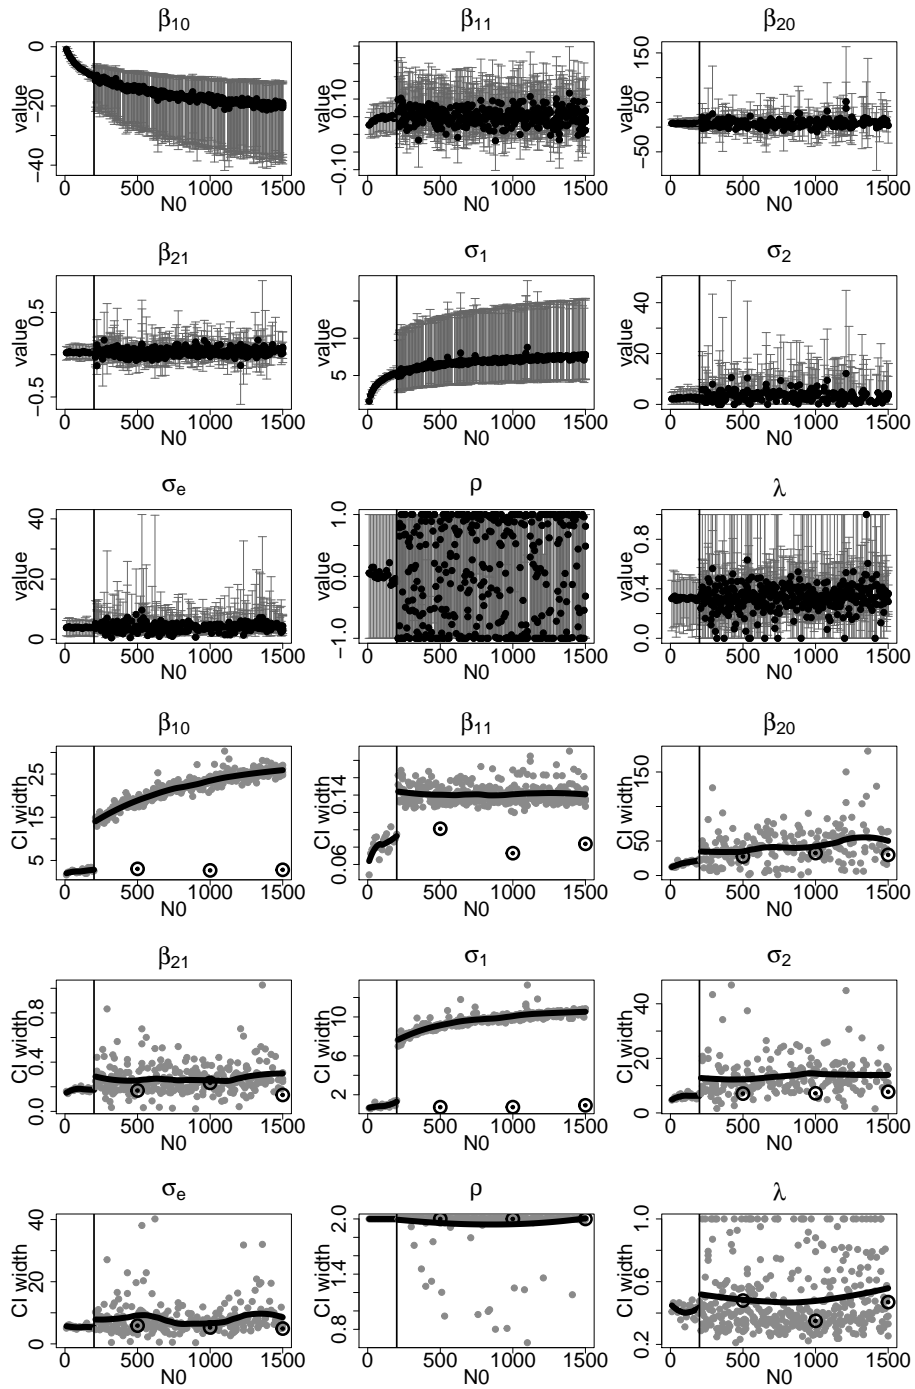 β10 β11 β20
value 0 −20 −40 0 500 1000 1500 N0
value 0.10 −0.10 0 500 1000 1500 N0
value 150 50 −50 0 500 1000 1500 N0
β21 σ1 σ2
value 0.5 −0.5 0 500 1000 1500 N0
value 10 5 0 500 1000 1500 N0
value 40 20 0 0 500 1000 1500 N0
σe ρ λ
value 40 20 0 0 500 1000 1500 N0
value 1.0 0.0 −1.0 0 500 1000 1500 N0
value 0.8 0.4 0.0 0 500 1000 1500 N0
β10 β11 β20
CI width 25 15 5 0 500 1000 1500 N0
CI width 0.14 0.06 0 500 1000 1500 N0
CI width 150 50 0 0 500 1000 1500 N0
β21 σ1 σ2
CI width 0.8 0.4 0.0 0 500 1000 1500 N0
CI width 10 6 2 0 500 1000 1500 N0
CI width 40 20 0 0 500 1000 1500 N0
σe ρ λ
CI width 40 20 0 0 500 1000 1500 N0
CI width 2.0 1.4 0.8 0 500 1000 1500 N0
CI width 1.0 0.6 0.2 0 500 1000 1500 N0